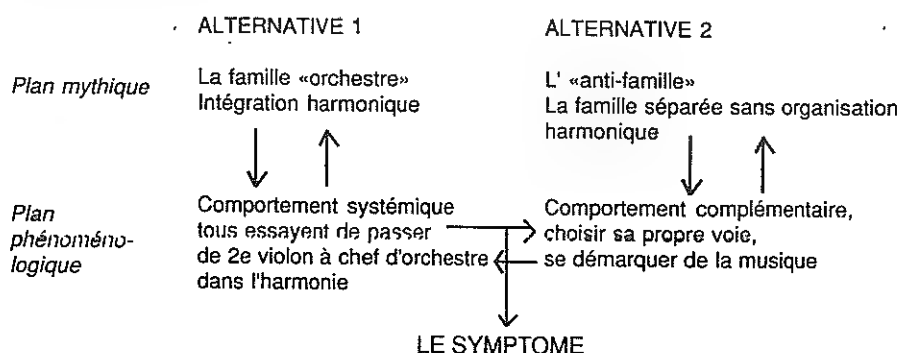 ALTERNATIVE 1
ALTERNATIVE 2
Plan mythique
La famille «orchestre»
Intégration harmonique
L' «anti-famille»
La famille séparée sans organisation
harmonique
Plan
phénoméno-
logique
Comportement systémique
tous essayent de passer
de 2e violon à chef d'orchestre
dans l'harmonie
Comportement complémentaire,
choisir sa propre voie,
se démarquer de la musique
LE SYMPTOME